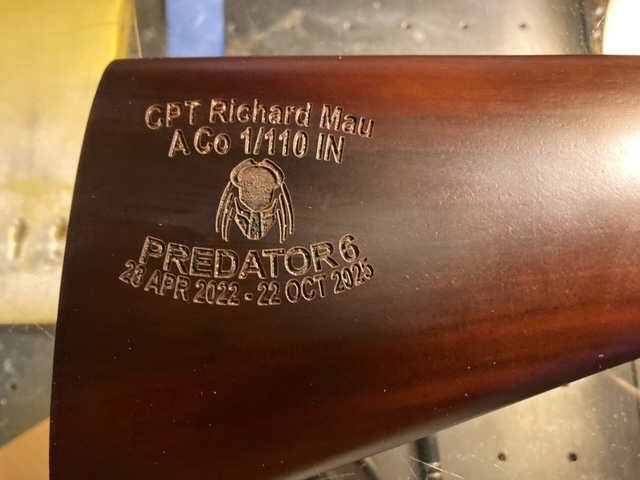 CPT Richard Mau
A Co 1/110 IN
PREDATOR 6
28 APR 2022 - 22 OCT 2025